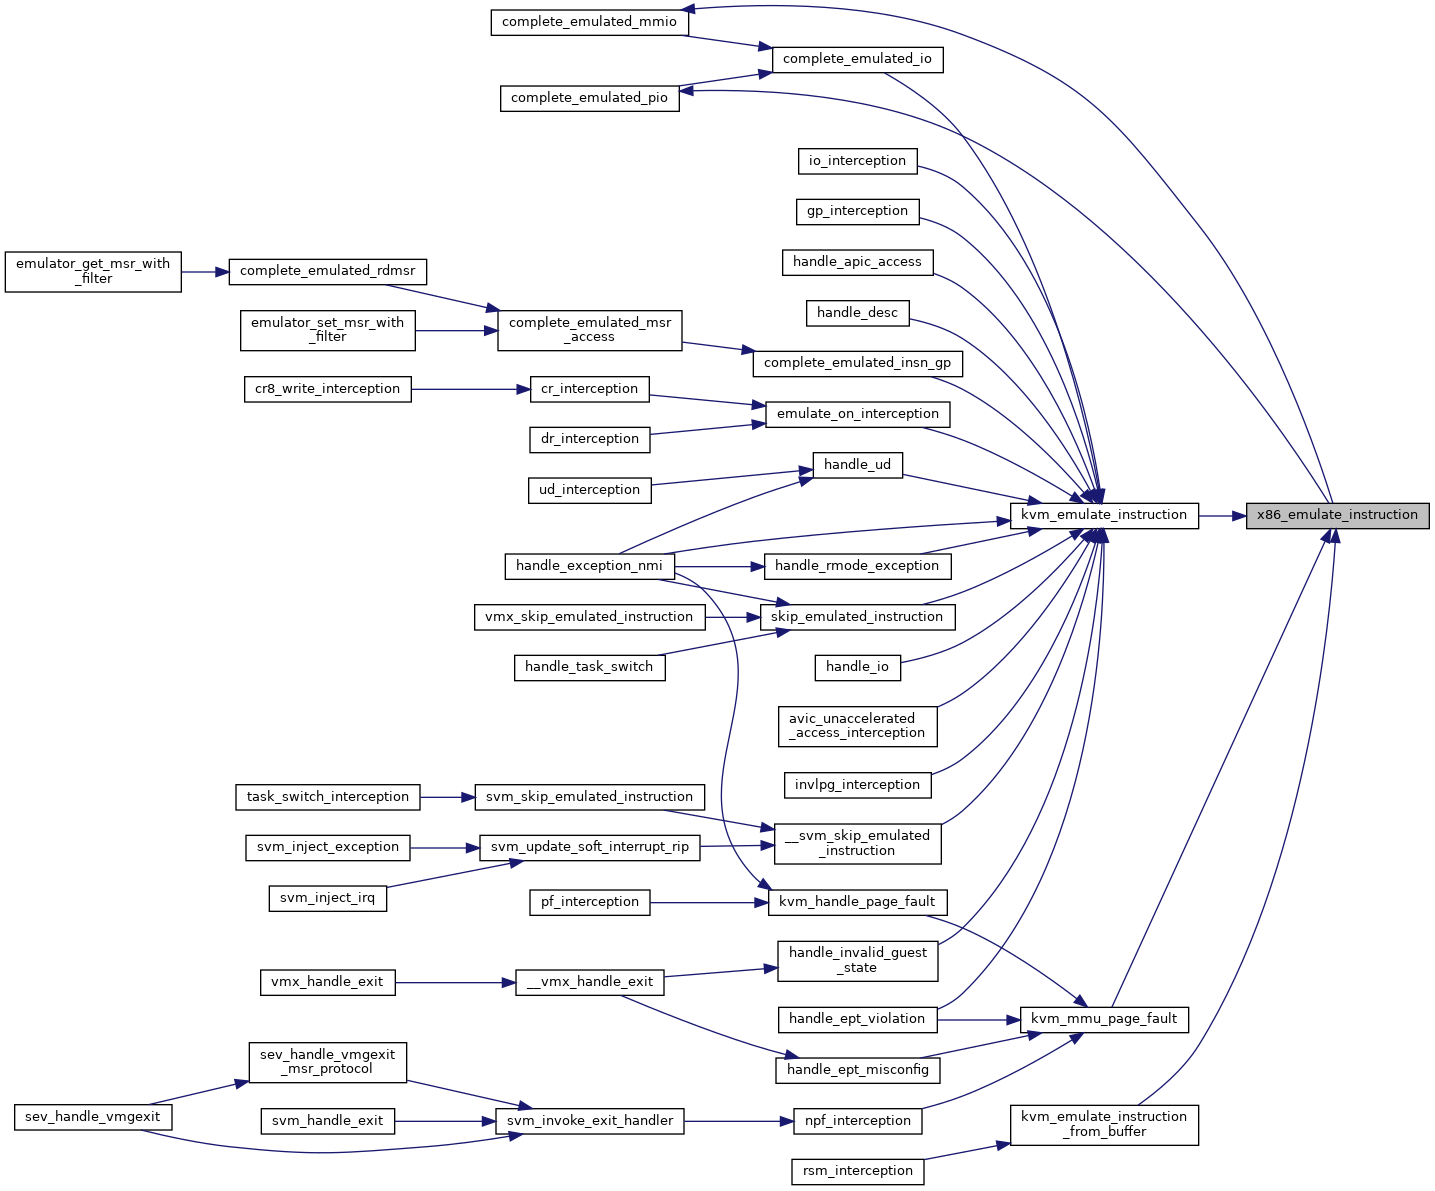 complete_emulated_mmio
complete_emulated_io
complete_emulated_pio
io_interception
gp_interception
handle_apic_access
emulator_get_msr_with
_filter
complete_emulated_rdmsr
handle_desc
emulator_set_msr_with
_filter
complete_emulated_msr
_access
complete_emulated_insn_gp
cr8_write_interception
cr_interception
emulate_on_interception
dr_interception
handle_ud
ud_interception
kvm_emulate_instruction
x86_emulate_instruction
handle_exception_nmi
handle_rmode_exception
vmx_skip_emulated_instruction
skip_emulated_instruction
handle_task_switch
handle_io
avic_unaccelerated
_access_interception
invlpg_interception
task_switch_interception
svm_skip_emulated_instruction
__svm_skip_emulated
_instruction
svm_inject_exception
svm_update_soft_interrupt_rip
svm_inject_irq
pf_interception
kvm_handle_page_fault
handle_invalid_guest
_state
vmx_handle_exit
__vmx_handle_exit
handle_ept_violation
kvm_mmu_page_fault
sev_handle_vmgexit
_msr_protocol
handle_ept_misconfig
sev_handle_vmgexit
svm_handle_exit
svm_invoke_exit_handler
npf_interception
kvm_emulate_instruction
_from_buffer
rsm_interception